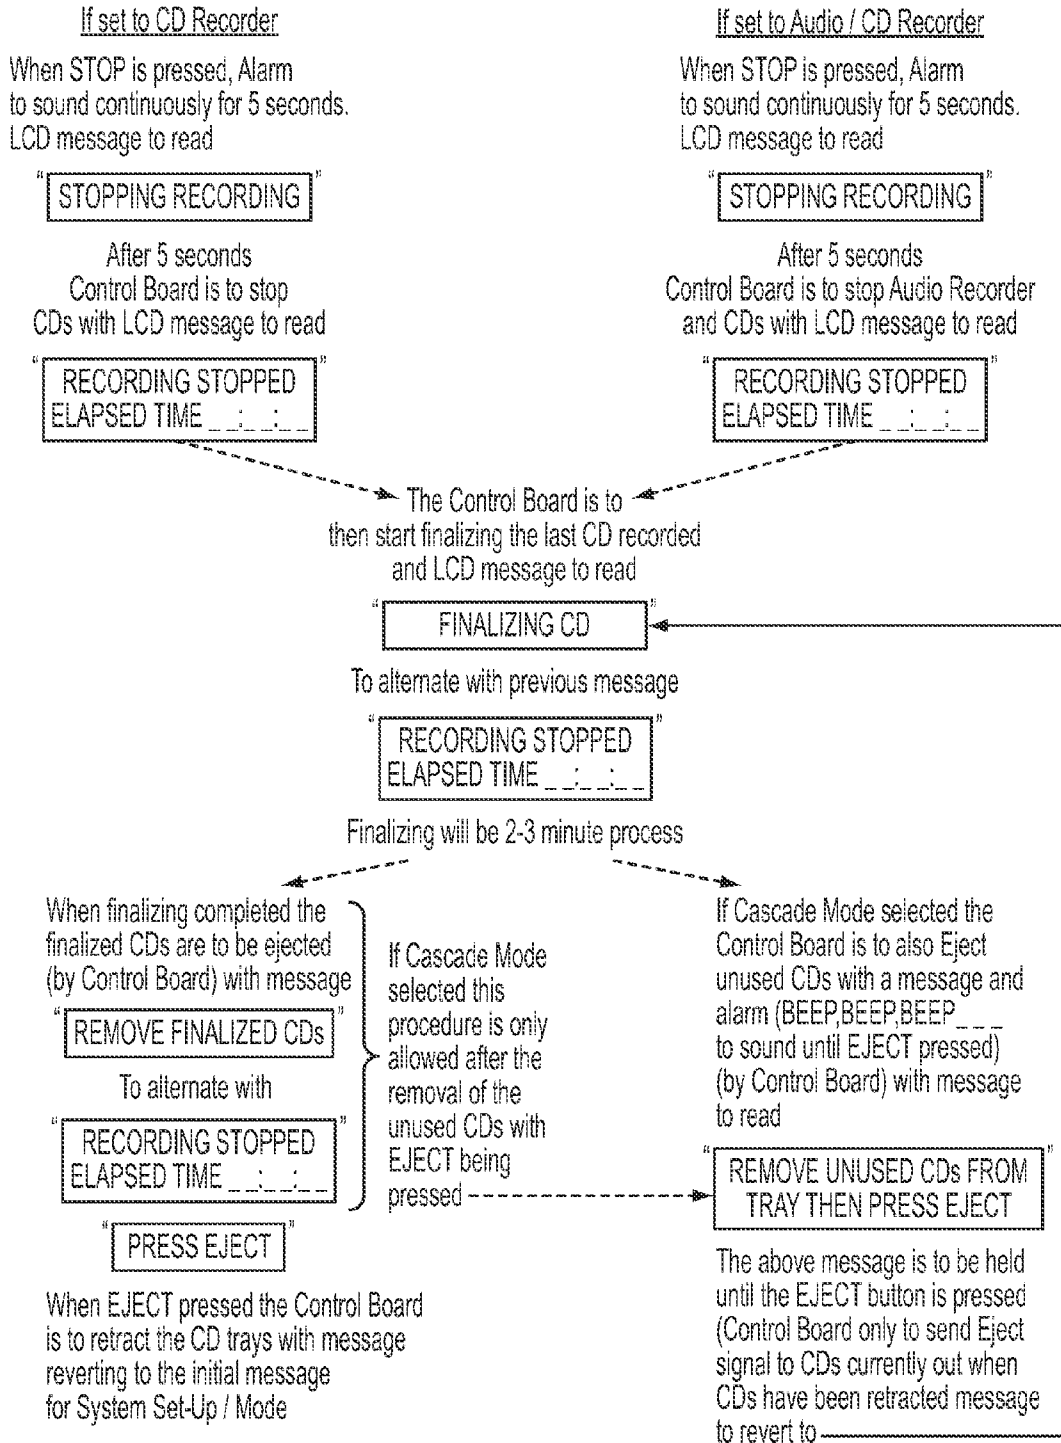 If set to CD Recorder
When STOP is pressed, Alarm
to sound continuously for 5 seconds.
LCD message to read
"STOPPING RECORDING"
After 5 seconds
Control Board is to stop
CDs with LCD message to read
"RECORDING STOPPED
ELAPSED TIME _ _:_ _:_ _"
If set to Audio / CD Recorder
When STOP is pressed, Alarm
to sound continuously for 5 seconds.
LCD message to read
"STOPPING RECORDING"
After 5 seconds
Control Board is to stop Audio Recorder
and CDs with LCD message to read
"RECORDING STOPPED
ELAPSED TIME _ _:_ _:_ _"
The Control Board is to
then start finalizing the last CD recorded
and LCD message to read
"FINALIZING CD"
To alternate with previous message
"RECORDING STOPPED
ELAPSED TIME _ _:_ _:_ _"
Finalizing will be 2-3 minute process
When finalizing completed the
finalized CDs are to be ejected
(by Control Board) with message
"REMOVE FINALIZED CDs"
To alternate with
"RECORDING STOPPED
ELAPSED TIME _ _:_ _:_ _"
"PRESS EJECT"
When EJECT pressed the Control Board
is to retract the CD trays with message
reverting to the initial message
for System Set-Up / Mode
If Cascade Mode
selected this
procedure is only
allowed after the
removal of the
unused CDs with
EJECT being
pressed
If Cascade Mode selected the
Control Board is to also Eject
unused CDs with a message and
alarm (BEEP,BEEP,BEEP_ _ _
to sound until EJECT pressed)
(by Control Board) with message
to read
"REMOVE UNUSED CDs FROM
TRAY THEN PRESS EJECT"
The above message is to be held
until the EJECT button is pressed
(Control Board only to send Eject
signal to CDs currently out when
CDs have been retracted message
to revert to